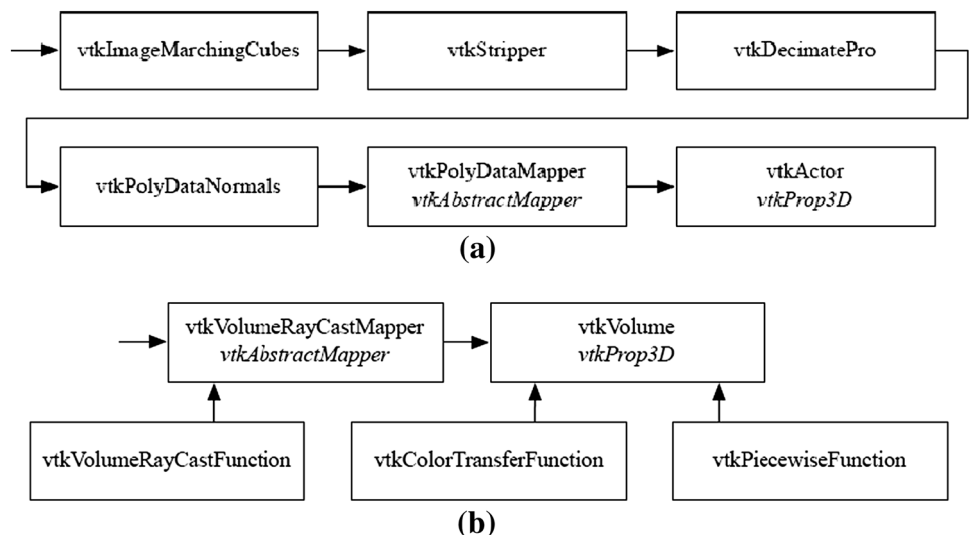 vtkImageMarchingCubes
vtkStripper
vtkDecimatePro
vtkPolyDataNormals
vtkPolyDataMapper
vtkAbstractMapper
vtkActor
vtkProp3D
(a)
vtkVolumeRayCastMapper
vtkAbstractMapper
vtkVolume
vtkProp3D
vtkVolumeRayCastFunction
vtkColorTransferFunction
vtkPiecewiseFunction
(b)